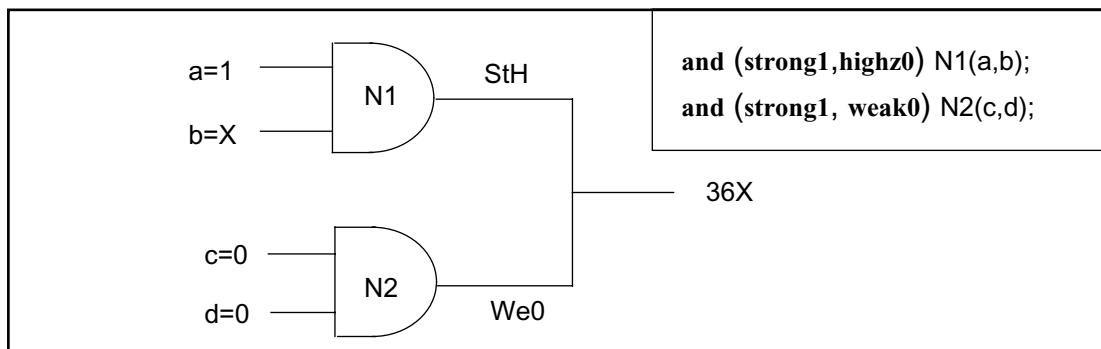 a=1
b=X
N1
StH
and (strong1,highz0) N1(a,b);
and (strong1, weak0) N2(c,d);
36X
c=0
d=0
N2
We0